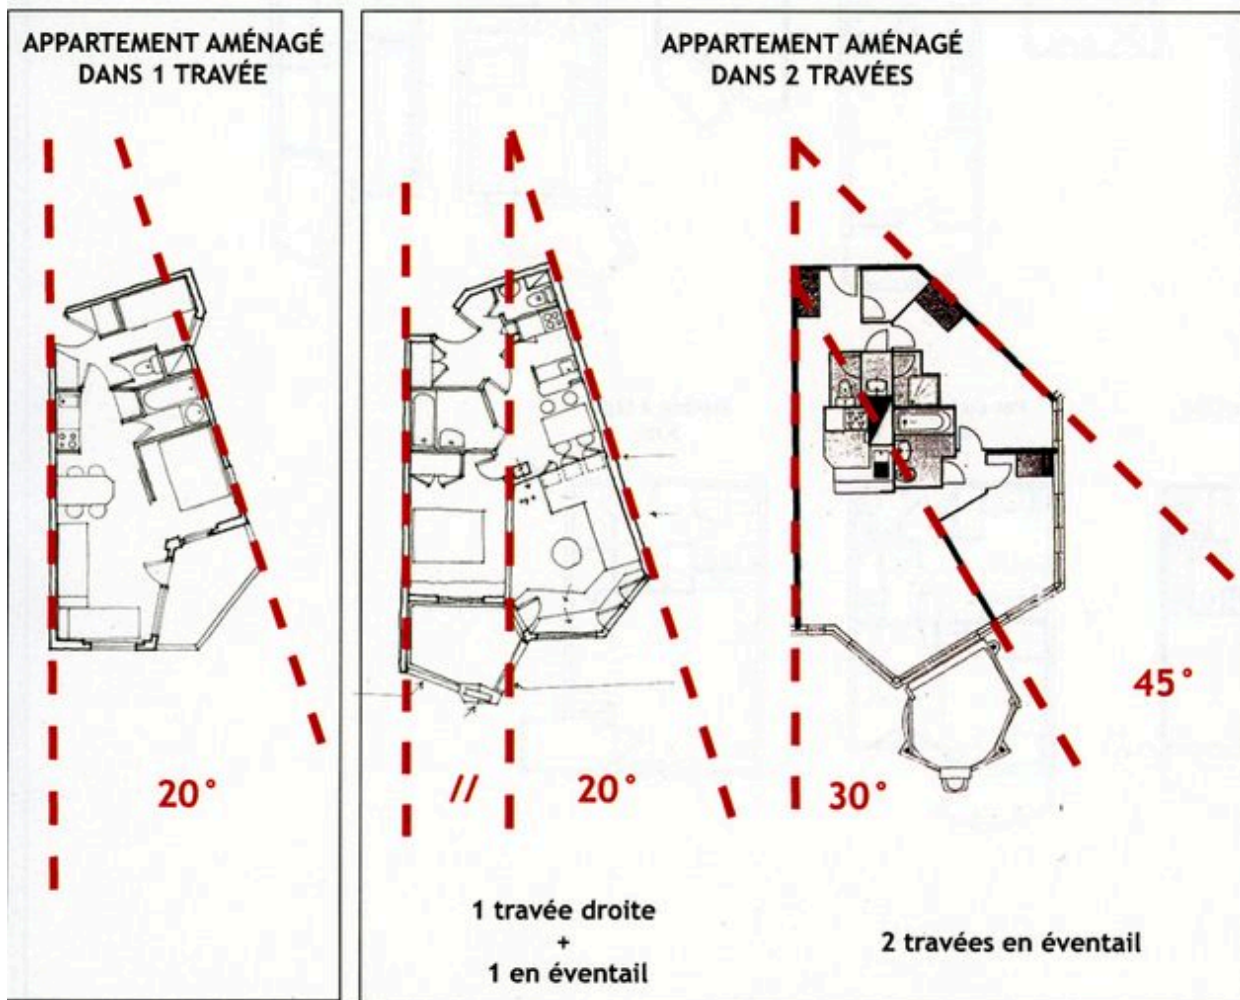 APPARTEMENT AMÉNAGÉ
DANS 1 TRAVÉE
20°
APPARTEMENT AMÉNAGÉ
DANS 2 TRAVÉES
//
20°
30°
45°
1 travée droite
+
1 en éventail
2 travées en éventail